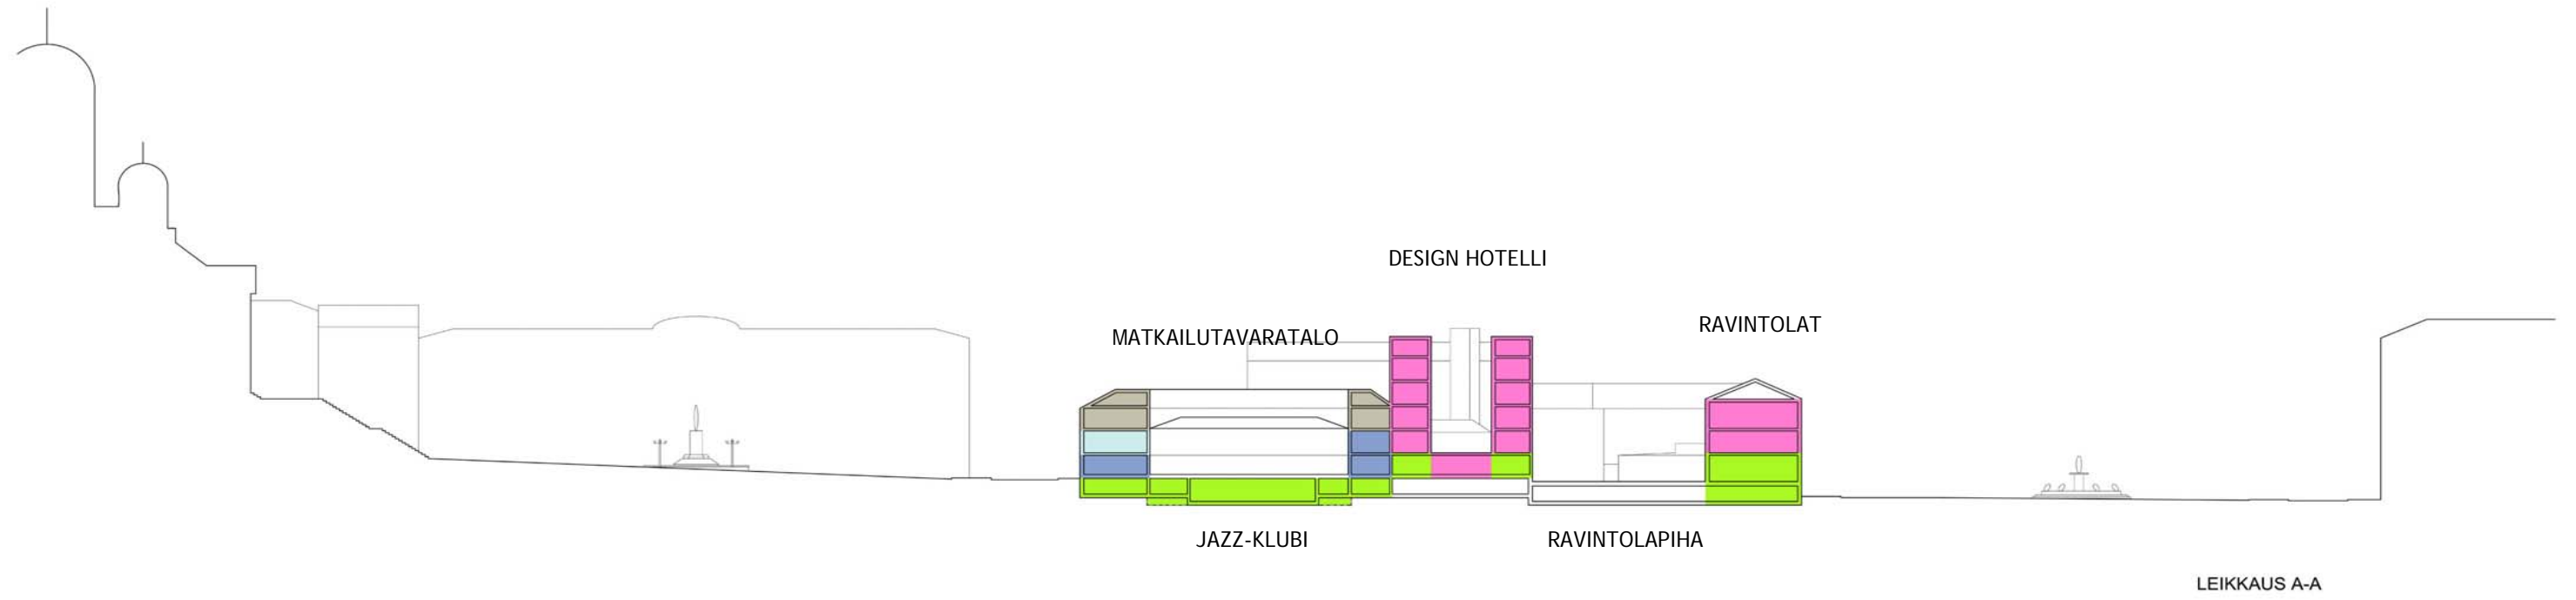 DESIGN HOTELLI
RAVINTOLAT
MATKAILUTAVARATALO
JAZZ-KLUBI
RAVINTOLAPIHA
LEIKKAUS A-A